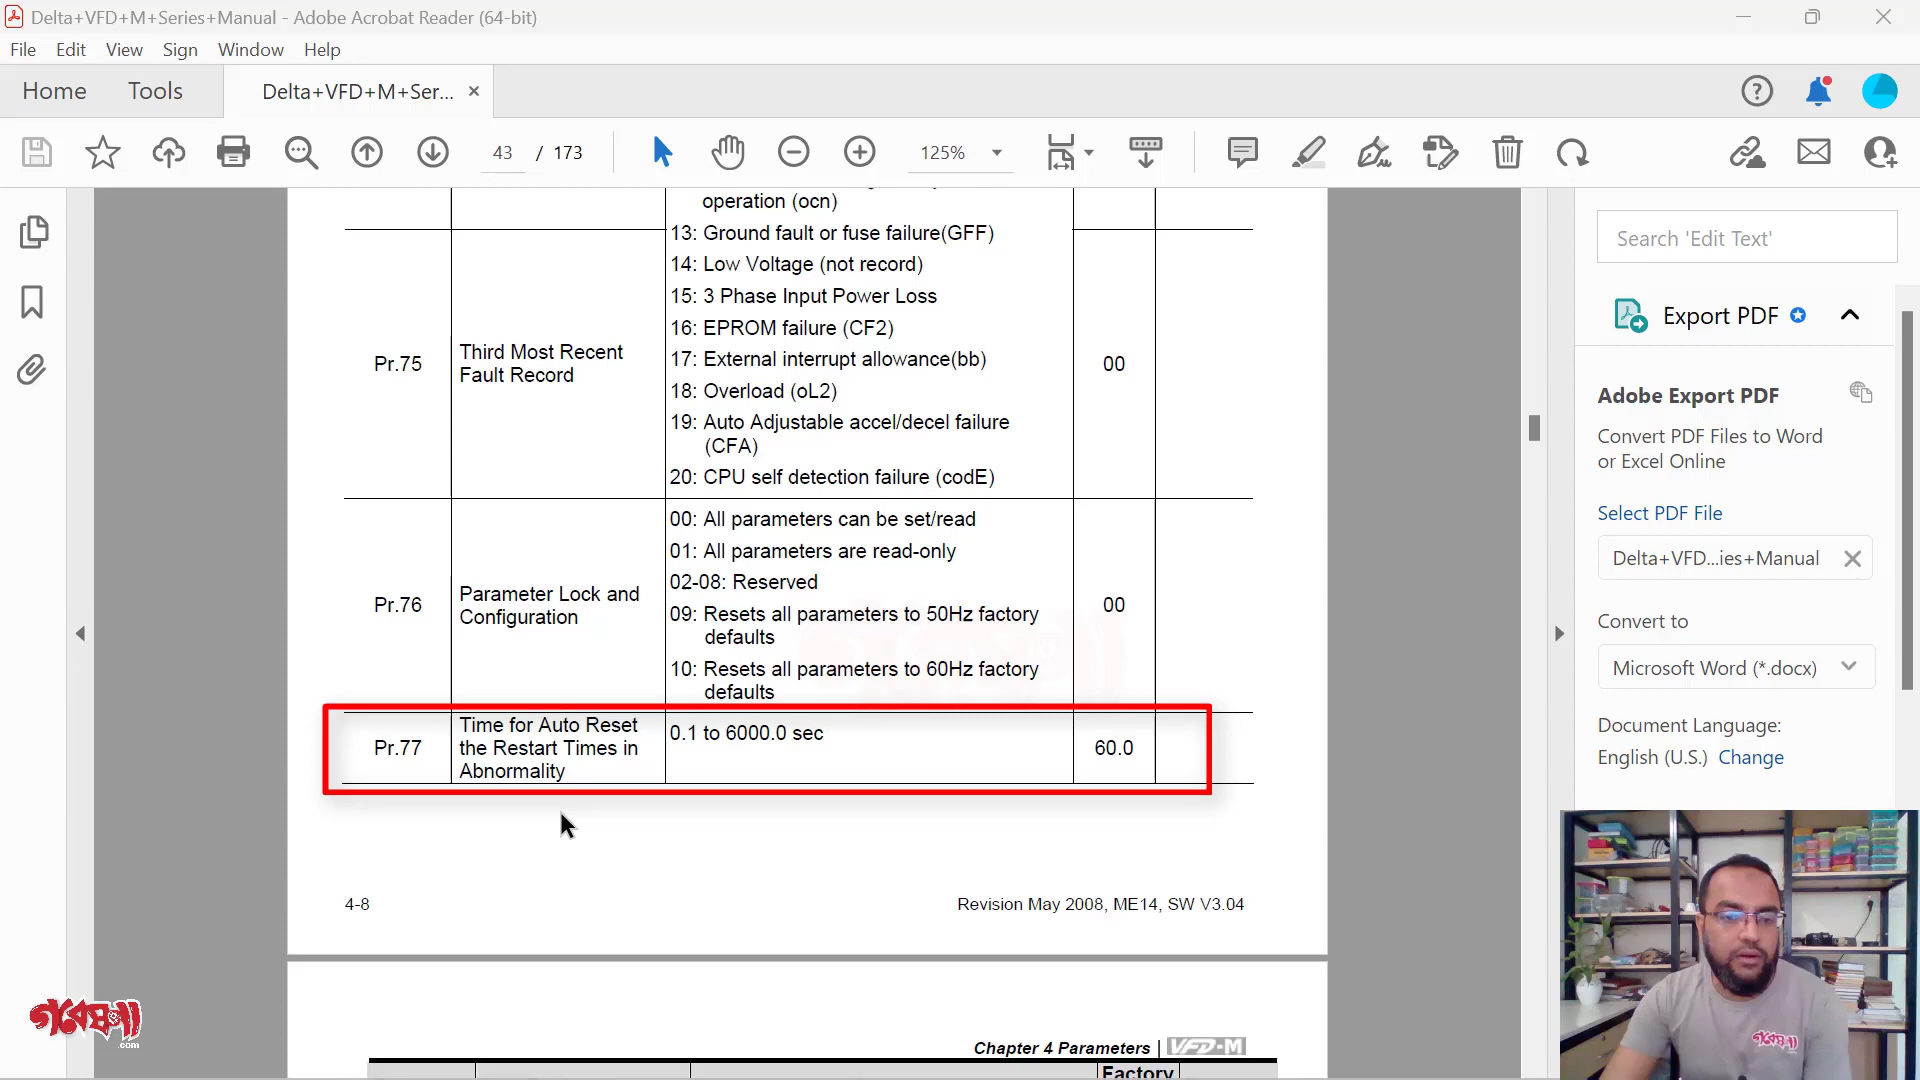 Delta+VFD+M+Series+Manual - Adobe Acrobat Reader (64-bit)
File Edit View Sign Window Help
Home Tools Delta+VFD+M+Ser...
43 / 173 125%
operation (ocn)
13: Ground fault or fuse failure(GFF)
14: Low Voltage (not record)
15: 3 Phase Input Power Loss
16: EPROM failure (CF2)
17: External interrupt allowance(bb)
18: Overload (oL2)
19: Auto Adjustable accel/decel failure
(CFA)
20: CPU self detection failure (codE)
Pr.75
Third Most Recent
Fault Record
00
Pr.76
Parameter Lock and
Configuration
00: All parameters can be set/read
01: All parameters are read-only
02-08: Reserved
09: Resets all parameters to 50Hz factory
defaults
10: Resets all parameters to 60Hz factory
defaults
00
Pr.77
Time for Auto Reset
the Restart Times in
Abnormality
0.1 to 6000.0 sec
60.0
4-8
Revision May 2008, ME14, SW V3.04
Chapter 4 Parameters | VFD-M
Factory
Search 'Edit Text'
Export PDF
Adobe Export PDF
Convert PDF Files to Word
or Excel Online
Select PDF File
Delta+VFD...ies+Manual
Convert to
Microsoft Word (*.docx)
Document Language:
English (U.S.) Change
গবেষণা
.com
গবেষণা